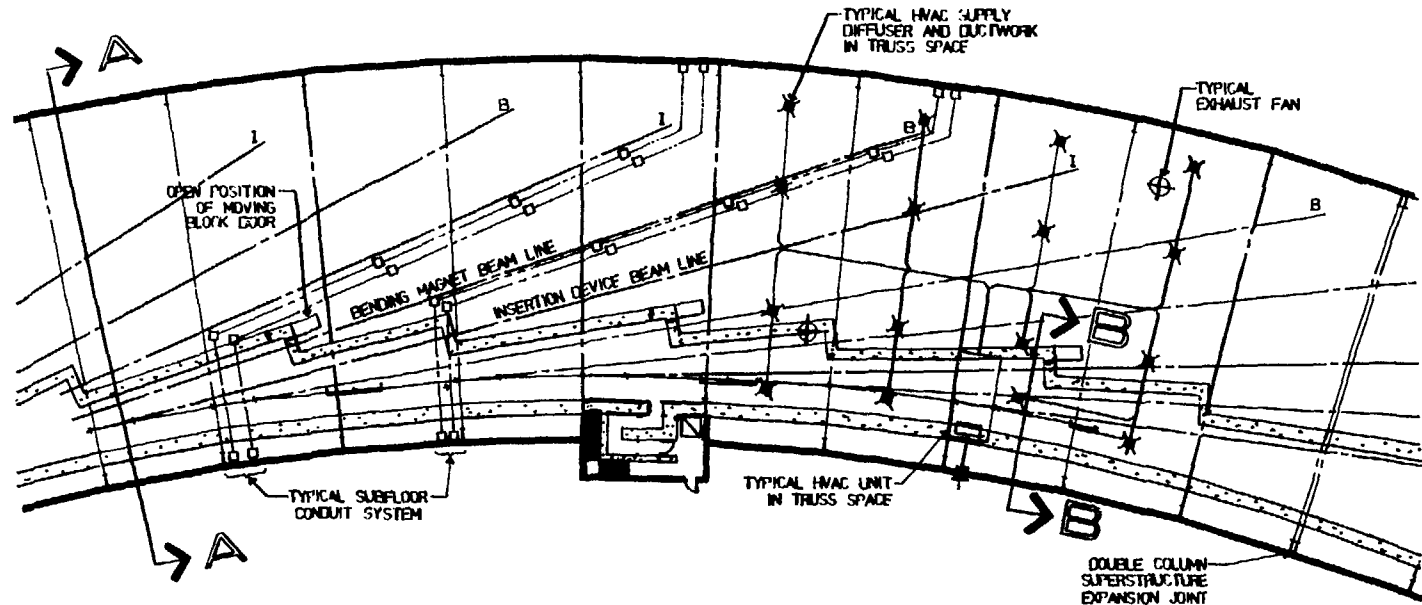 TYPICAL HVAC SUPPLY
DIFFUSER AND DUCTWORK
IN TRUSS SPACE
A
TYPICAL
EXHAUST FAN
B
I
B
I
I
B
OPEN POSITION
OF MOVING
BLOCK DOOR
BENDING MAGNET BEAM LINE
INSERTION DEVICE BEAM LINE
B
TYPICAL SUBFLOOR
CONDUIT SYSTEM
TYPICAL HVAC UNIT
IN TRUSS SPACE
B
A
DOUBLE COLUMN
SUPERSTRUCTURE
EXPANSION JOINT